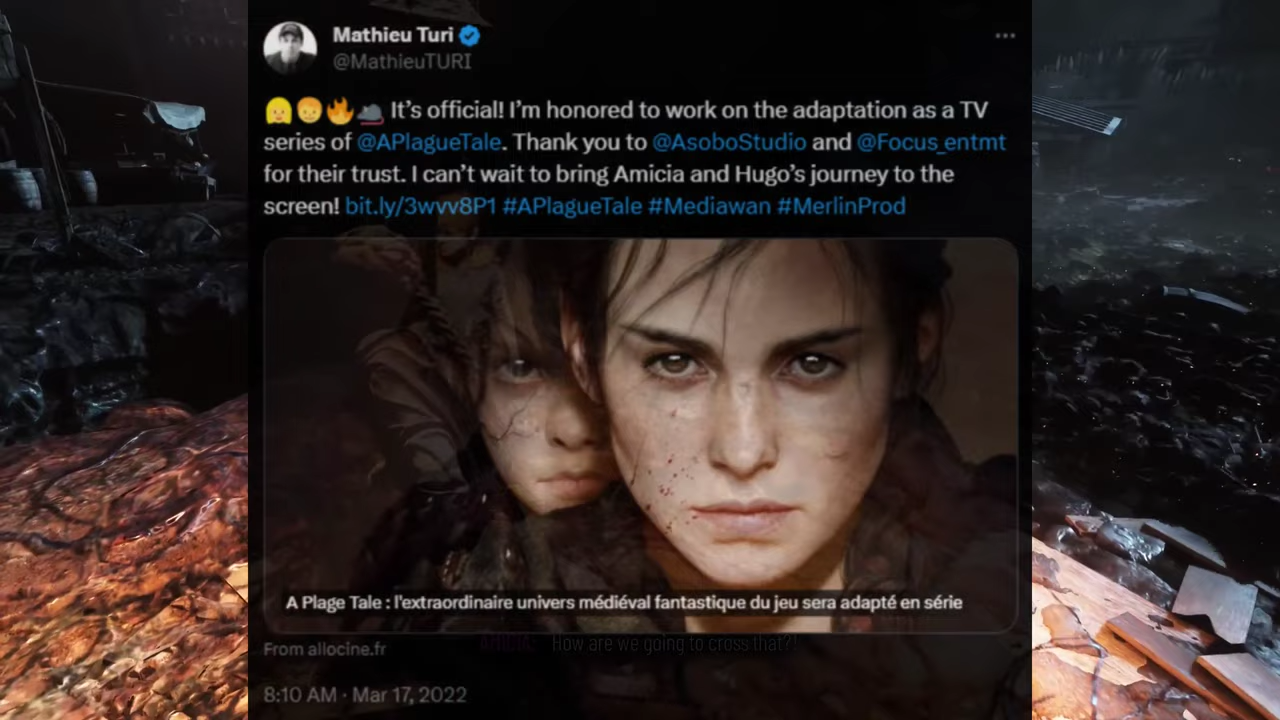 Mathieu Turi
@MathieuTURI
👱‍♀️👦🔥🐀 It’s official! I’m honored to work on the adaptation as a TV
series of @APlagueTale. Thank you to @AsoboStudio and @Focus_entmt
for their trust. I can’t wait to bring Amicia and Hugo’s journey to the
screen! bit.ly/3wvv8P1 #APlagueTale #Mediawan #MerlinProd
A Plage Tale : l'extraordinaire univers médiéval fantastique du jeu sera adapté en série
From allocine.fr
AMICIA: How are we going to cross that?!
8:10 AM · Mar 17, 2022